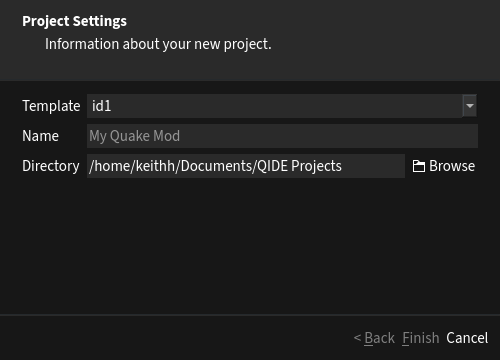 Project Settings
Information about your new project.
Template id1
Name My Quake Mod
Directory /home/keithh/Documents/QIDE Projects Browse
< Back Finish Cancel